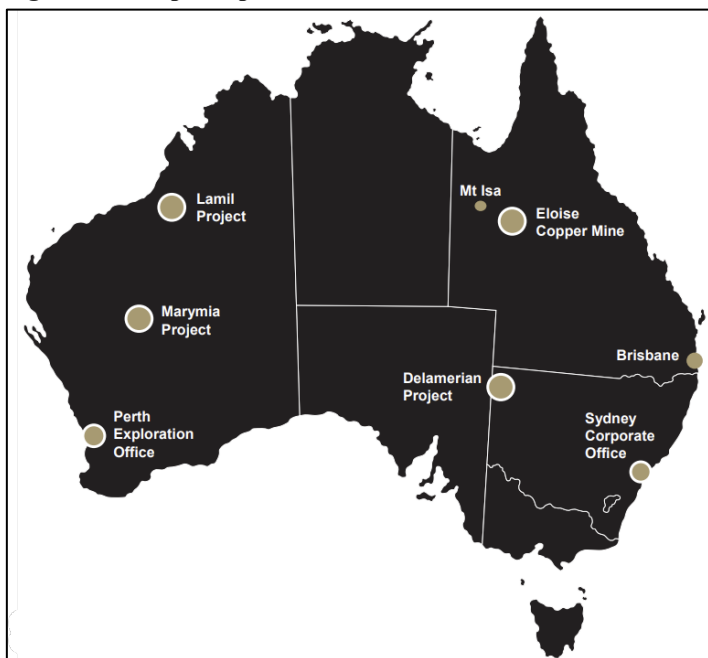 Mt Isa
Lamil
Project
Eloise
Copper Mine
Marymia
Project
Brisbane
Delamerian
Project
Perth
Exploration
Office
Sydney
Corporate
Office